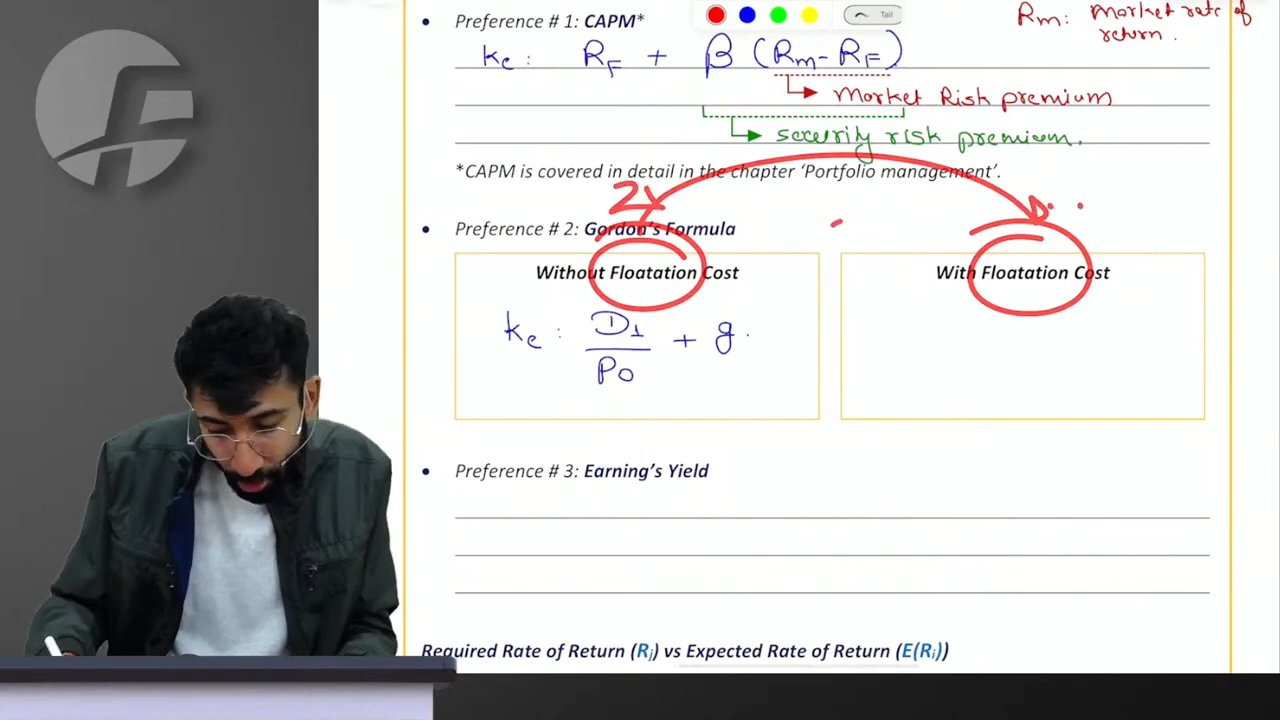 • Preference # 1: CAPM*
Tail
Rm: Market rate of
return.
ke: RF + β (Rm-RF)
Market Risk premium
security risk premium.
*CAPM is covered in detail in the chapter ‘Portfolio management’.
• Preference # 2: Gordon’s Formula
Without Floatation Cost
With Floatation Cost
ke: D1
P0
+ g.
• Preference # 3: Earning’s Yield
Required Rate of Return (Rj) vs Expected Rate of Return (E(Ri))